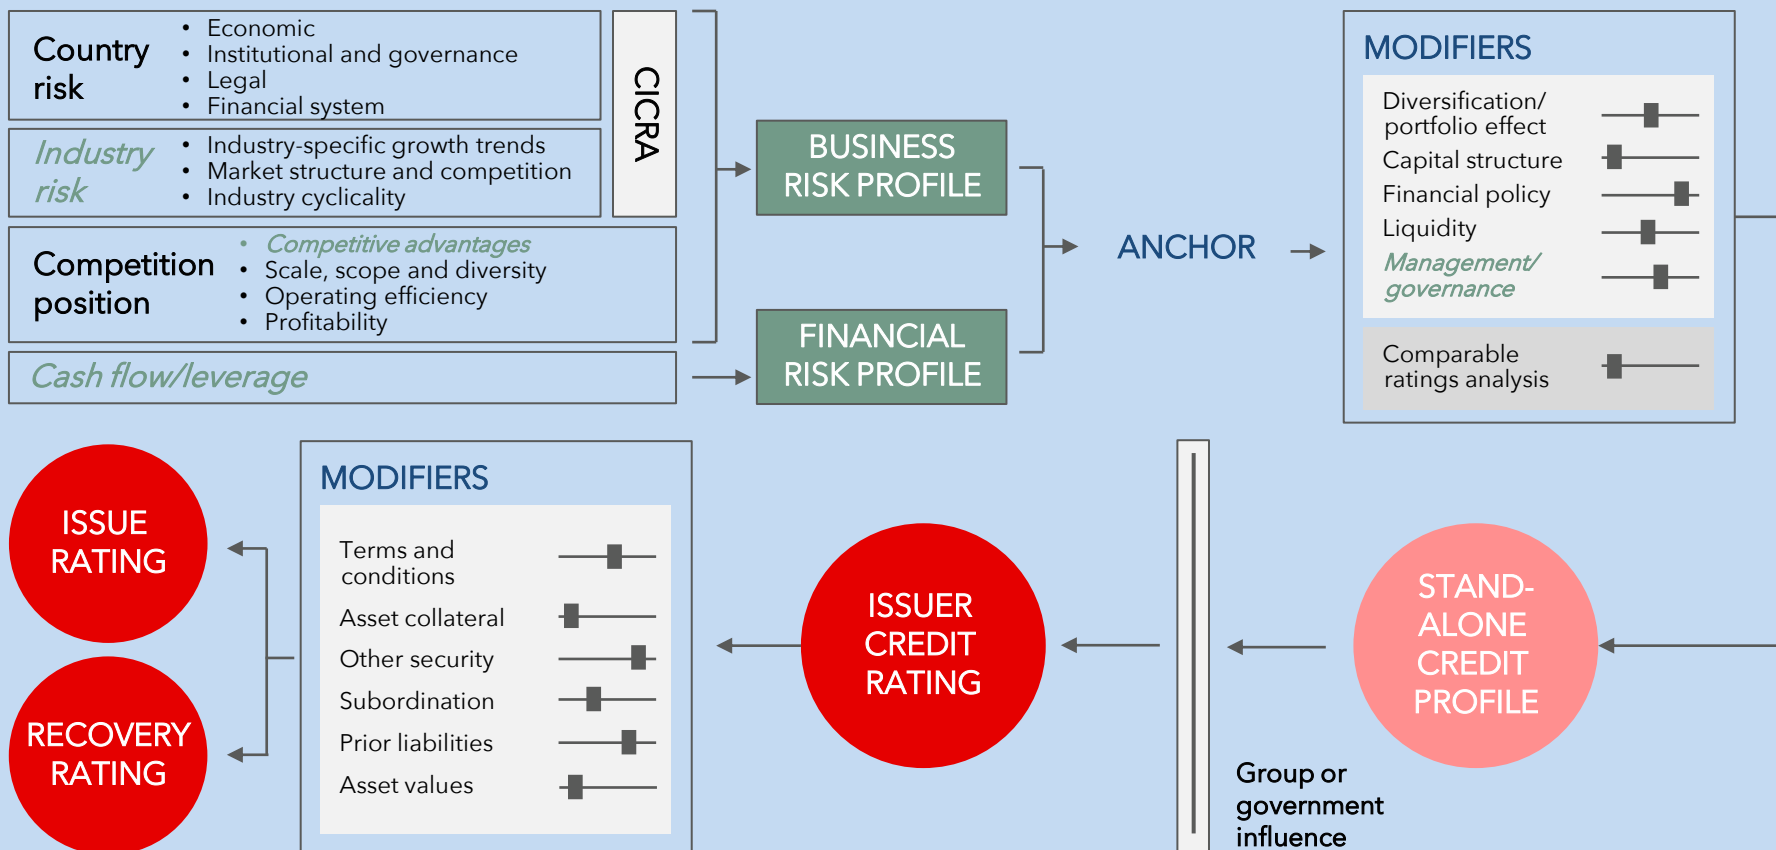 Country
risk
• Economic
• Institutional and governance
• Legal
• Financial system
Industry
risk
• Industry-specific growth trends
• Market structure and competition
• Industry cyclicality
CICRA
Competition
position
• Competitive advantages
• Scale, scope and diversity
• Operating efficiency
• Profitability
Cash flow/leverage
BUSINESS
RISK PROFILE
FINANCIAL
RISK PROFILE
ANCHOR
MODIFIERS
Diversification/
portfolio effect
Capital structure
Financial policy
Liquidity
Management/
governance
Comparable
ratings analysis
STAND-
ALONE
CREDIT
PROFILE
Group or
government
influence
ISSUER
CREDIT
RATING
MODIFIERS
Terms and
conditions
Asset collateral
Other security
Subordination
Prior liabilities
Asset values
ISSUE
RATING
RECOVERY
RATING